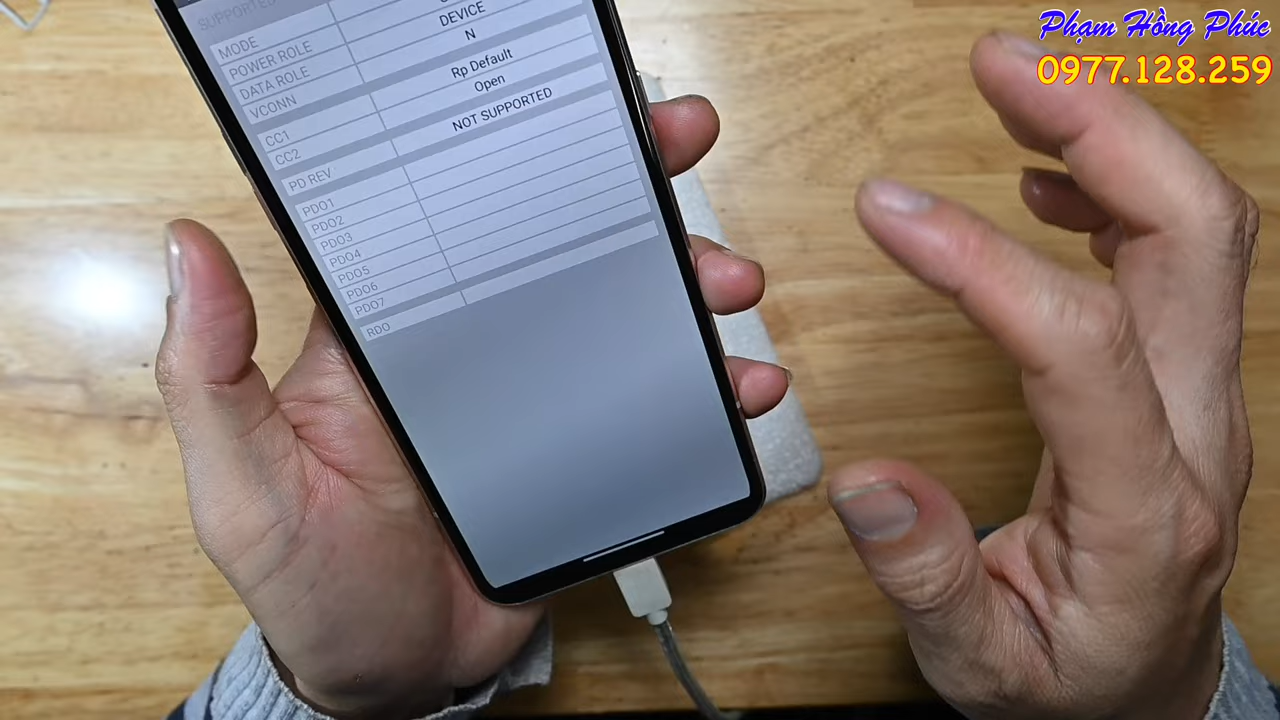 Phạm Hồng Phúc
0977.128.259
SUPPORTED
MODE
POWER ROLE DEVICE
DATA ROLE N
VCONN
CC1 Rp Default
CC2 Open
PD REV NOT SUPPORTED
PDO1
PDO2
PDO3
PDO4
PDO5
PDO6
PDO7
RDO